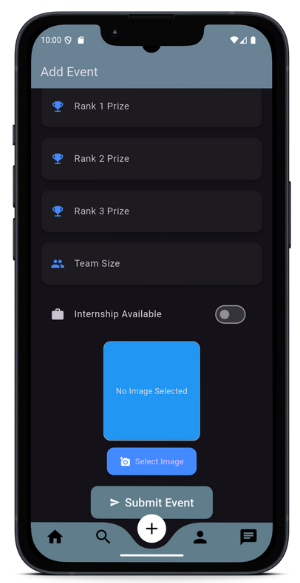 10:00
Add Event
Rank 1 Prize
Rank 2 Prize
Rank 3 Prize
Team Size
Internship Available
No Image Selected
Select Image
Submit Event